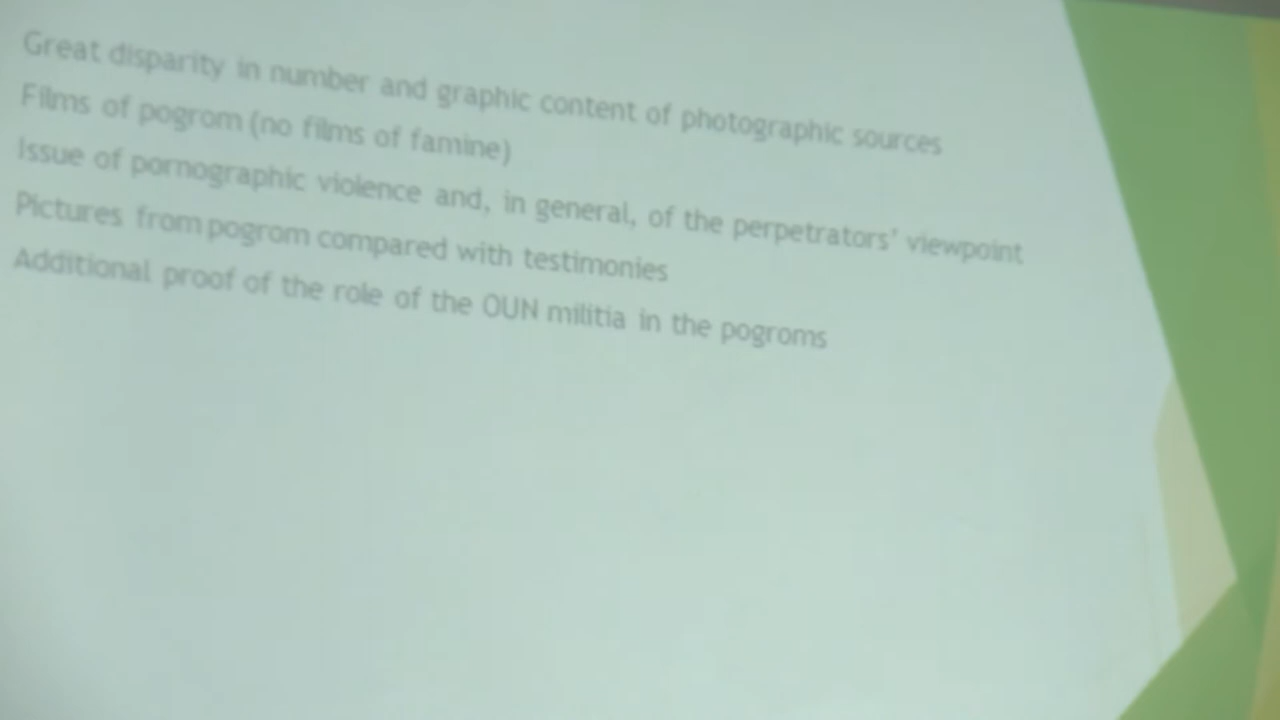 Great disparity in number and graphic content of photographic sources
Films of pogrom (no films of famine)
Issue of pornographic violence and, in general, of the perpetrators' viewpoint
Pictures from pogrom compared with testimonies
Additional proof of the role of the OUN militia in the pogroms